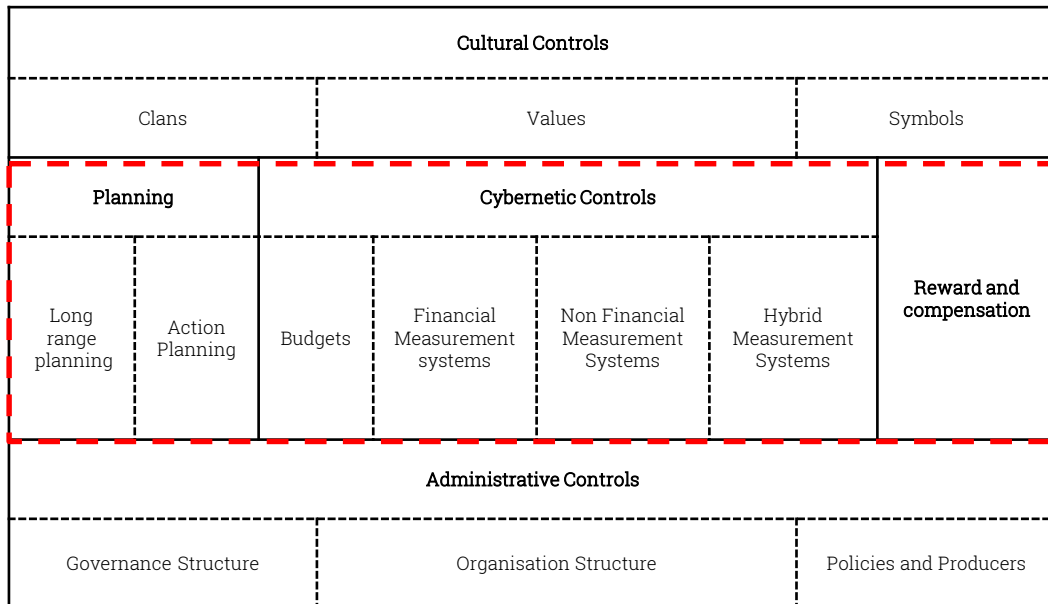 Cultural Controls
Clans
Values
Symbols
Planning
Cybernetic Controls
Long
range
planning
Action
Planning
Budgets
Financial
Measurement
systems
Non Financial
Measurement
Systems
Hybrid
Measurement
Systems
Reward and
compensation
Administrative Controls
Governance Structure
Organisation Structure
Policies and Producers